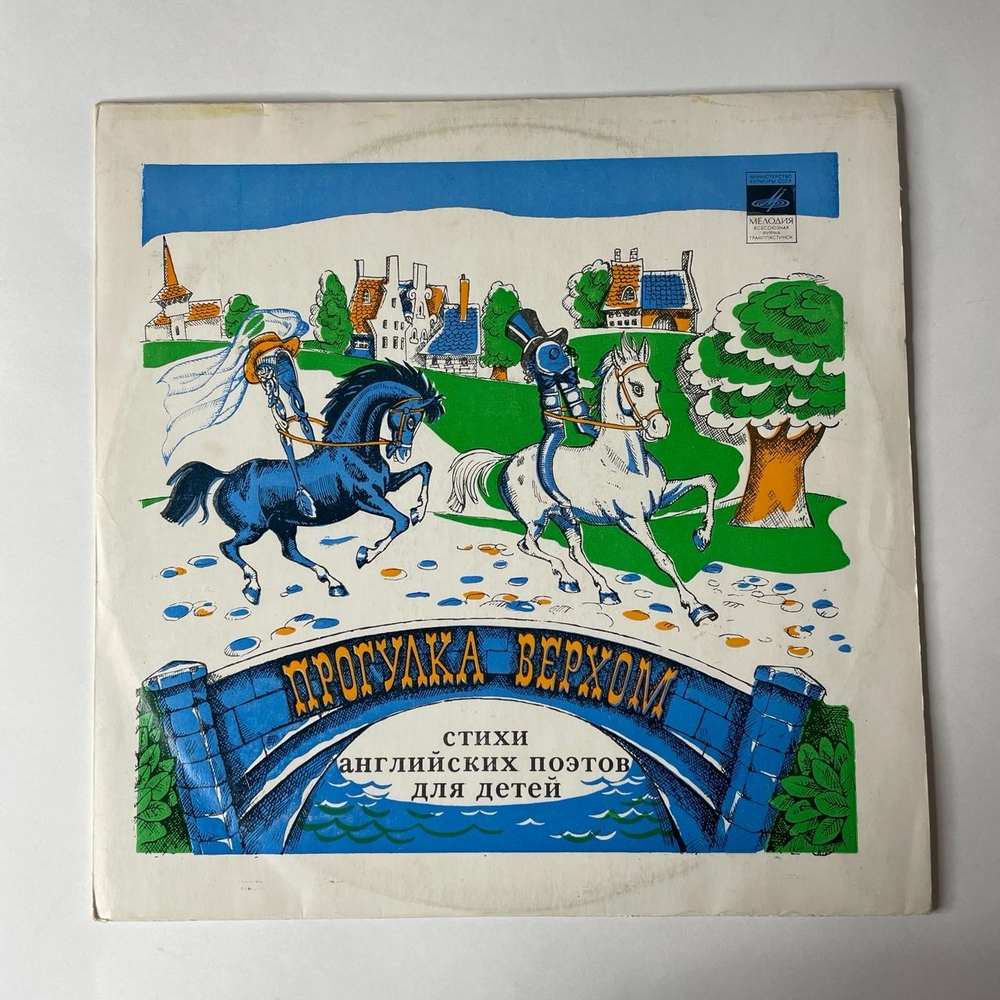 МИНИСТЕРСТВО
КУЛЬТУРЫ СССР
МЕЛОДИЯ
ВСЕСОЮЗНАЯ
ФИРМА
ГРАМПЛАСТИНОК
ПРОГУЛКА ВЕРХОМ
СТИХИ
английских поэтов
для детей